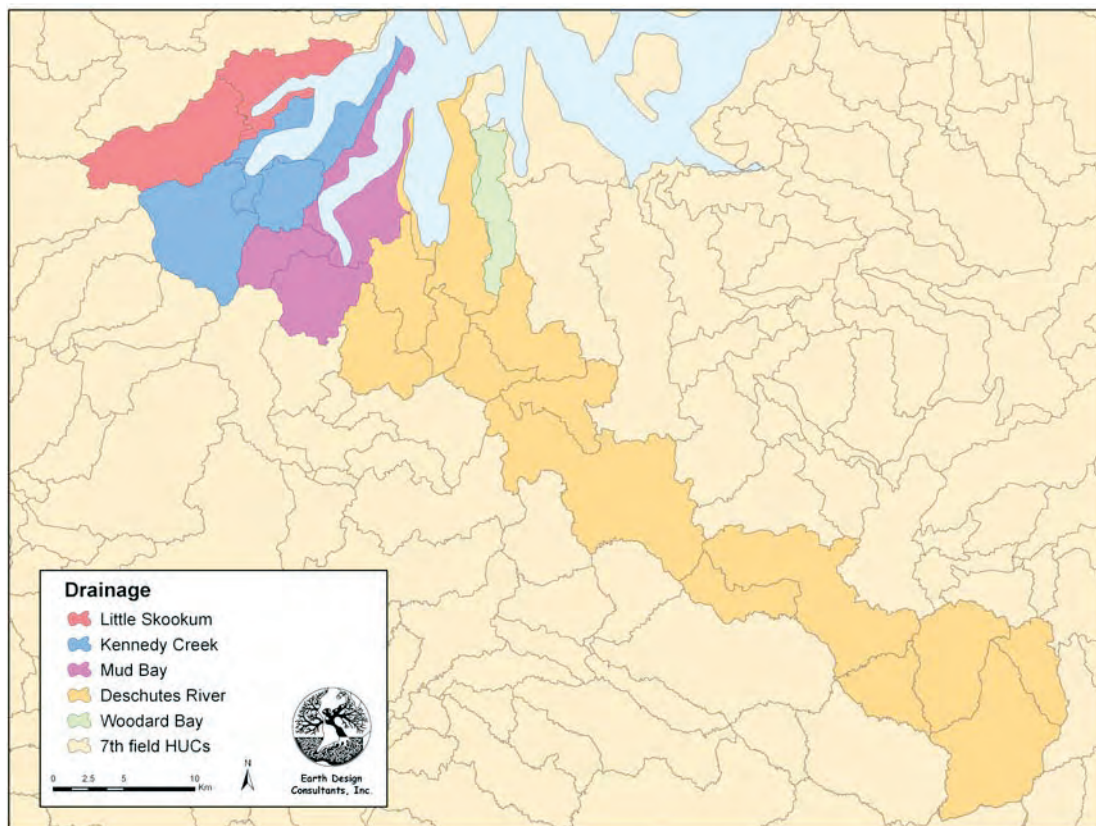 Drainage
Little Skookum
Kennedy Creek
Mud Bay
Deschutes River
Woodard Bay
7th field HUCs
0 2.5 5 10
Km
N
Earth Design
Consultants, Inc.